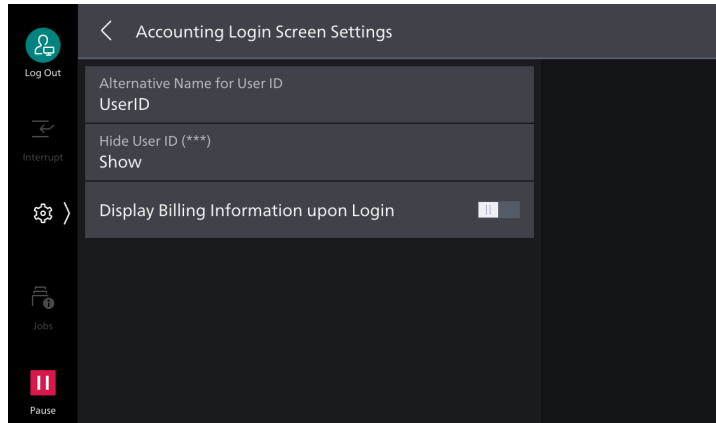 Accounting Login Screen Settings
Log Out
Alternative Name for User ID
UserID
Hide User ID (***)
Show
Interrupt
Display Billing Information upon Login
Jobs
Pause